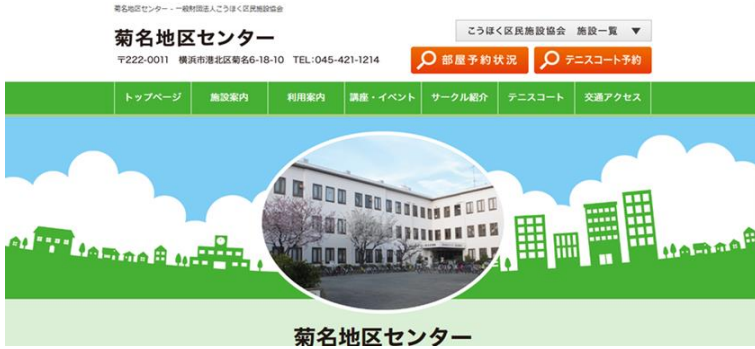 菊名地区センター - 一般財団法人こうほく区民施設協会
菊名地区センター
〒222-0011 横浜市港北区菊名6-18-10 TEL:045-421-1214
こうほく区民施設協会 施設一覧 ▼
部屋予約状況
テニスコート予約
トップページ
施設案内
利用案内
講座・イベント
サークル紹介
テニスコート
交通アクセス
菊名地区センター